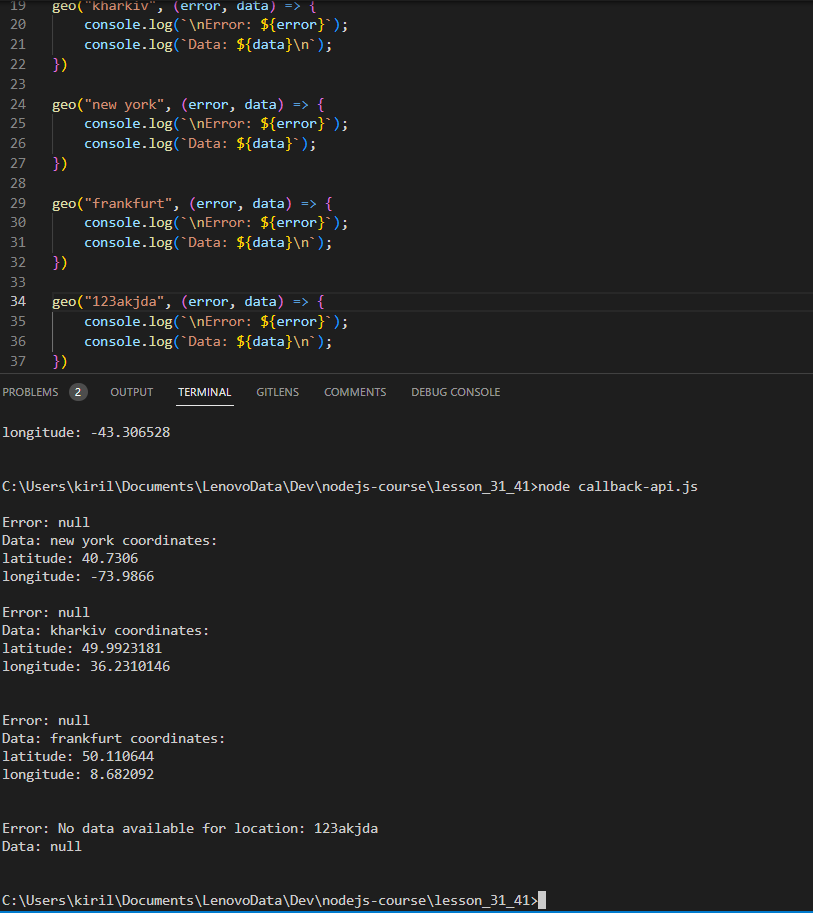 19 geo("kharkiv", (error, data) => {
20     console.log(`\nError: ${error}`);
21     console.log(`Data: ${data}\n`);
22 })
23
24 geo("new york", (error, data) => {
25     console.log(`\nError: ${error}`);
26     console.log(`Data: ${data}`);
27 })
28
29 geo("frankfurt", (error, data) => {
30     console.log(`\nError: ${error}`);
31     console.log(`Data: ${data}\n`);
32 })
33
34 geo("123akjda", (error, data) => {
35     console.log(`\nError: ${error}`);
36     console.log(`Data: ${data}\n`);
37 })
PROBLEMS 2 OUTPUT TERMINAL GITLENS COMMENTS DEBUG CONSOLE
longitude: -43.306528
C:\Users\kiril\Documents\LenovoData\Dev\nodejs-course\lesson_31_41>node callback-api.js
Error: null
Data: new york coordinates:
latitude: 40.7306
longitude: -73.9866
Error: null
Data: kharkiv coordinates:
latitude: 49.9923181
longitude: 36.2310146
Error: null
Data: frankfurt coordinates:
latitude: 50.110644
longitude: 8.682092
Error: No data available for location: 123akjda
Data: null
C:\Users\kiril\Documents\LenovoData\Dev\nodejs-course\lesson_31_41>